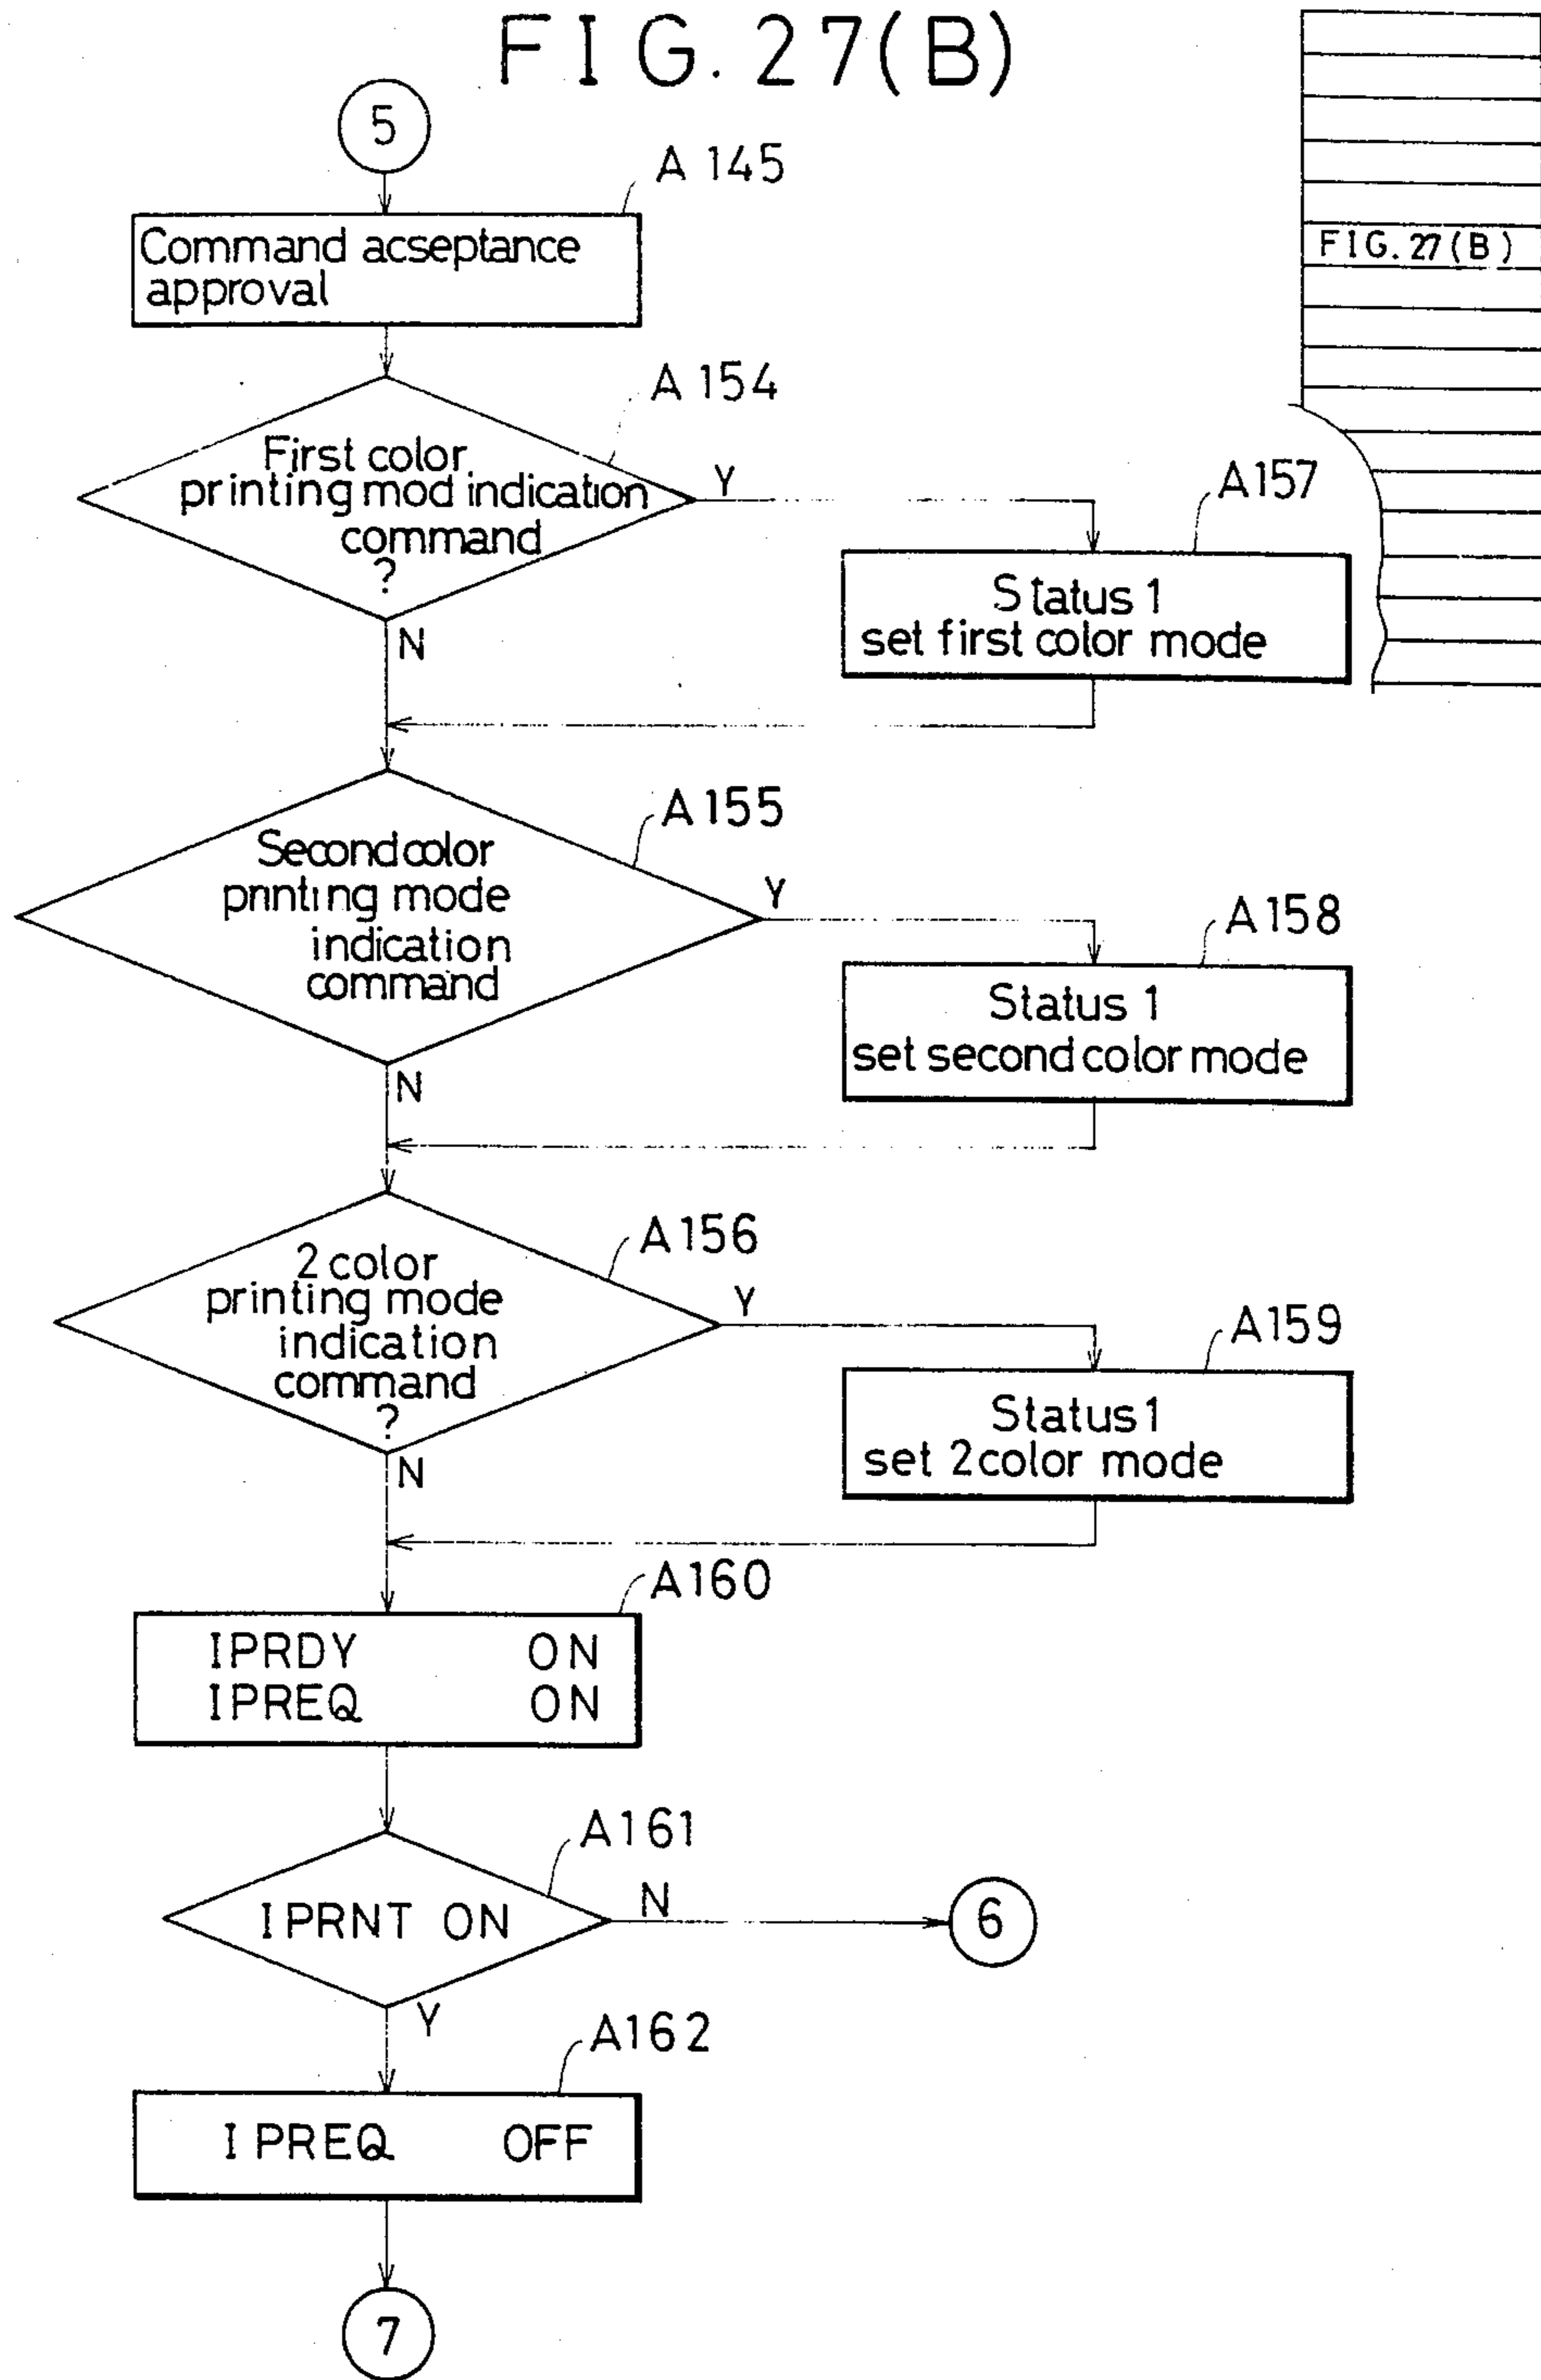 FIG. 27(B)
5
A 145
Command acseptance
approval
FIG. 27(B)
A 154
First color
printing mod indication
command
?
Y
N
A157
Status 1
set first color mode
A155
Second color
printing mode
indication
command
Y
N
A158
Status 1
set second color mode
A156
2 color
printing mode
indication
command
?
Y
N
A159
Status 1
set 2 color mode
A160
IPRDY ON
IPREQ ON
A161
IPRNT ON
N
6
Y
A162
IPREQ OFF
7